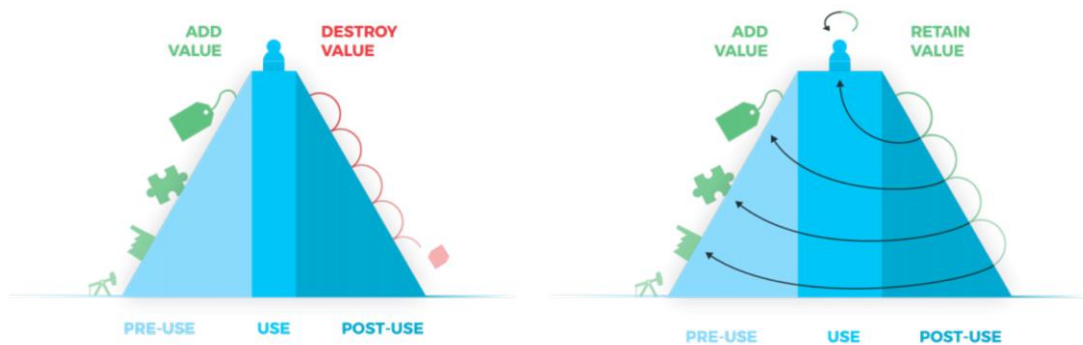 ADD
VALUE
DESTROY
VALUE
PRE-USE
USE
POST-USE
ADD
VALUE
RETAIN
VALUE
PRE-USE
USE
POST-USE